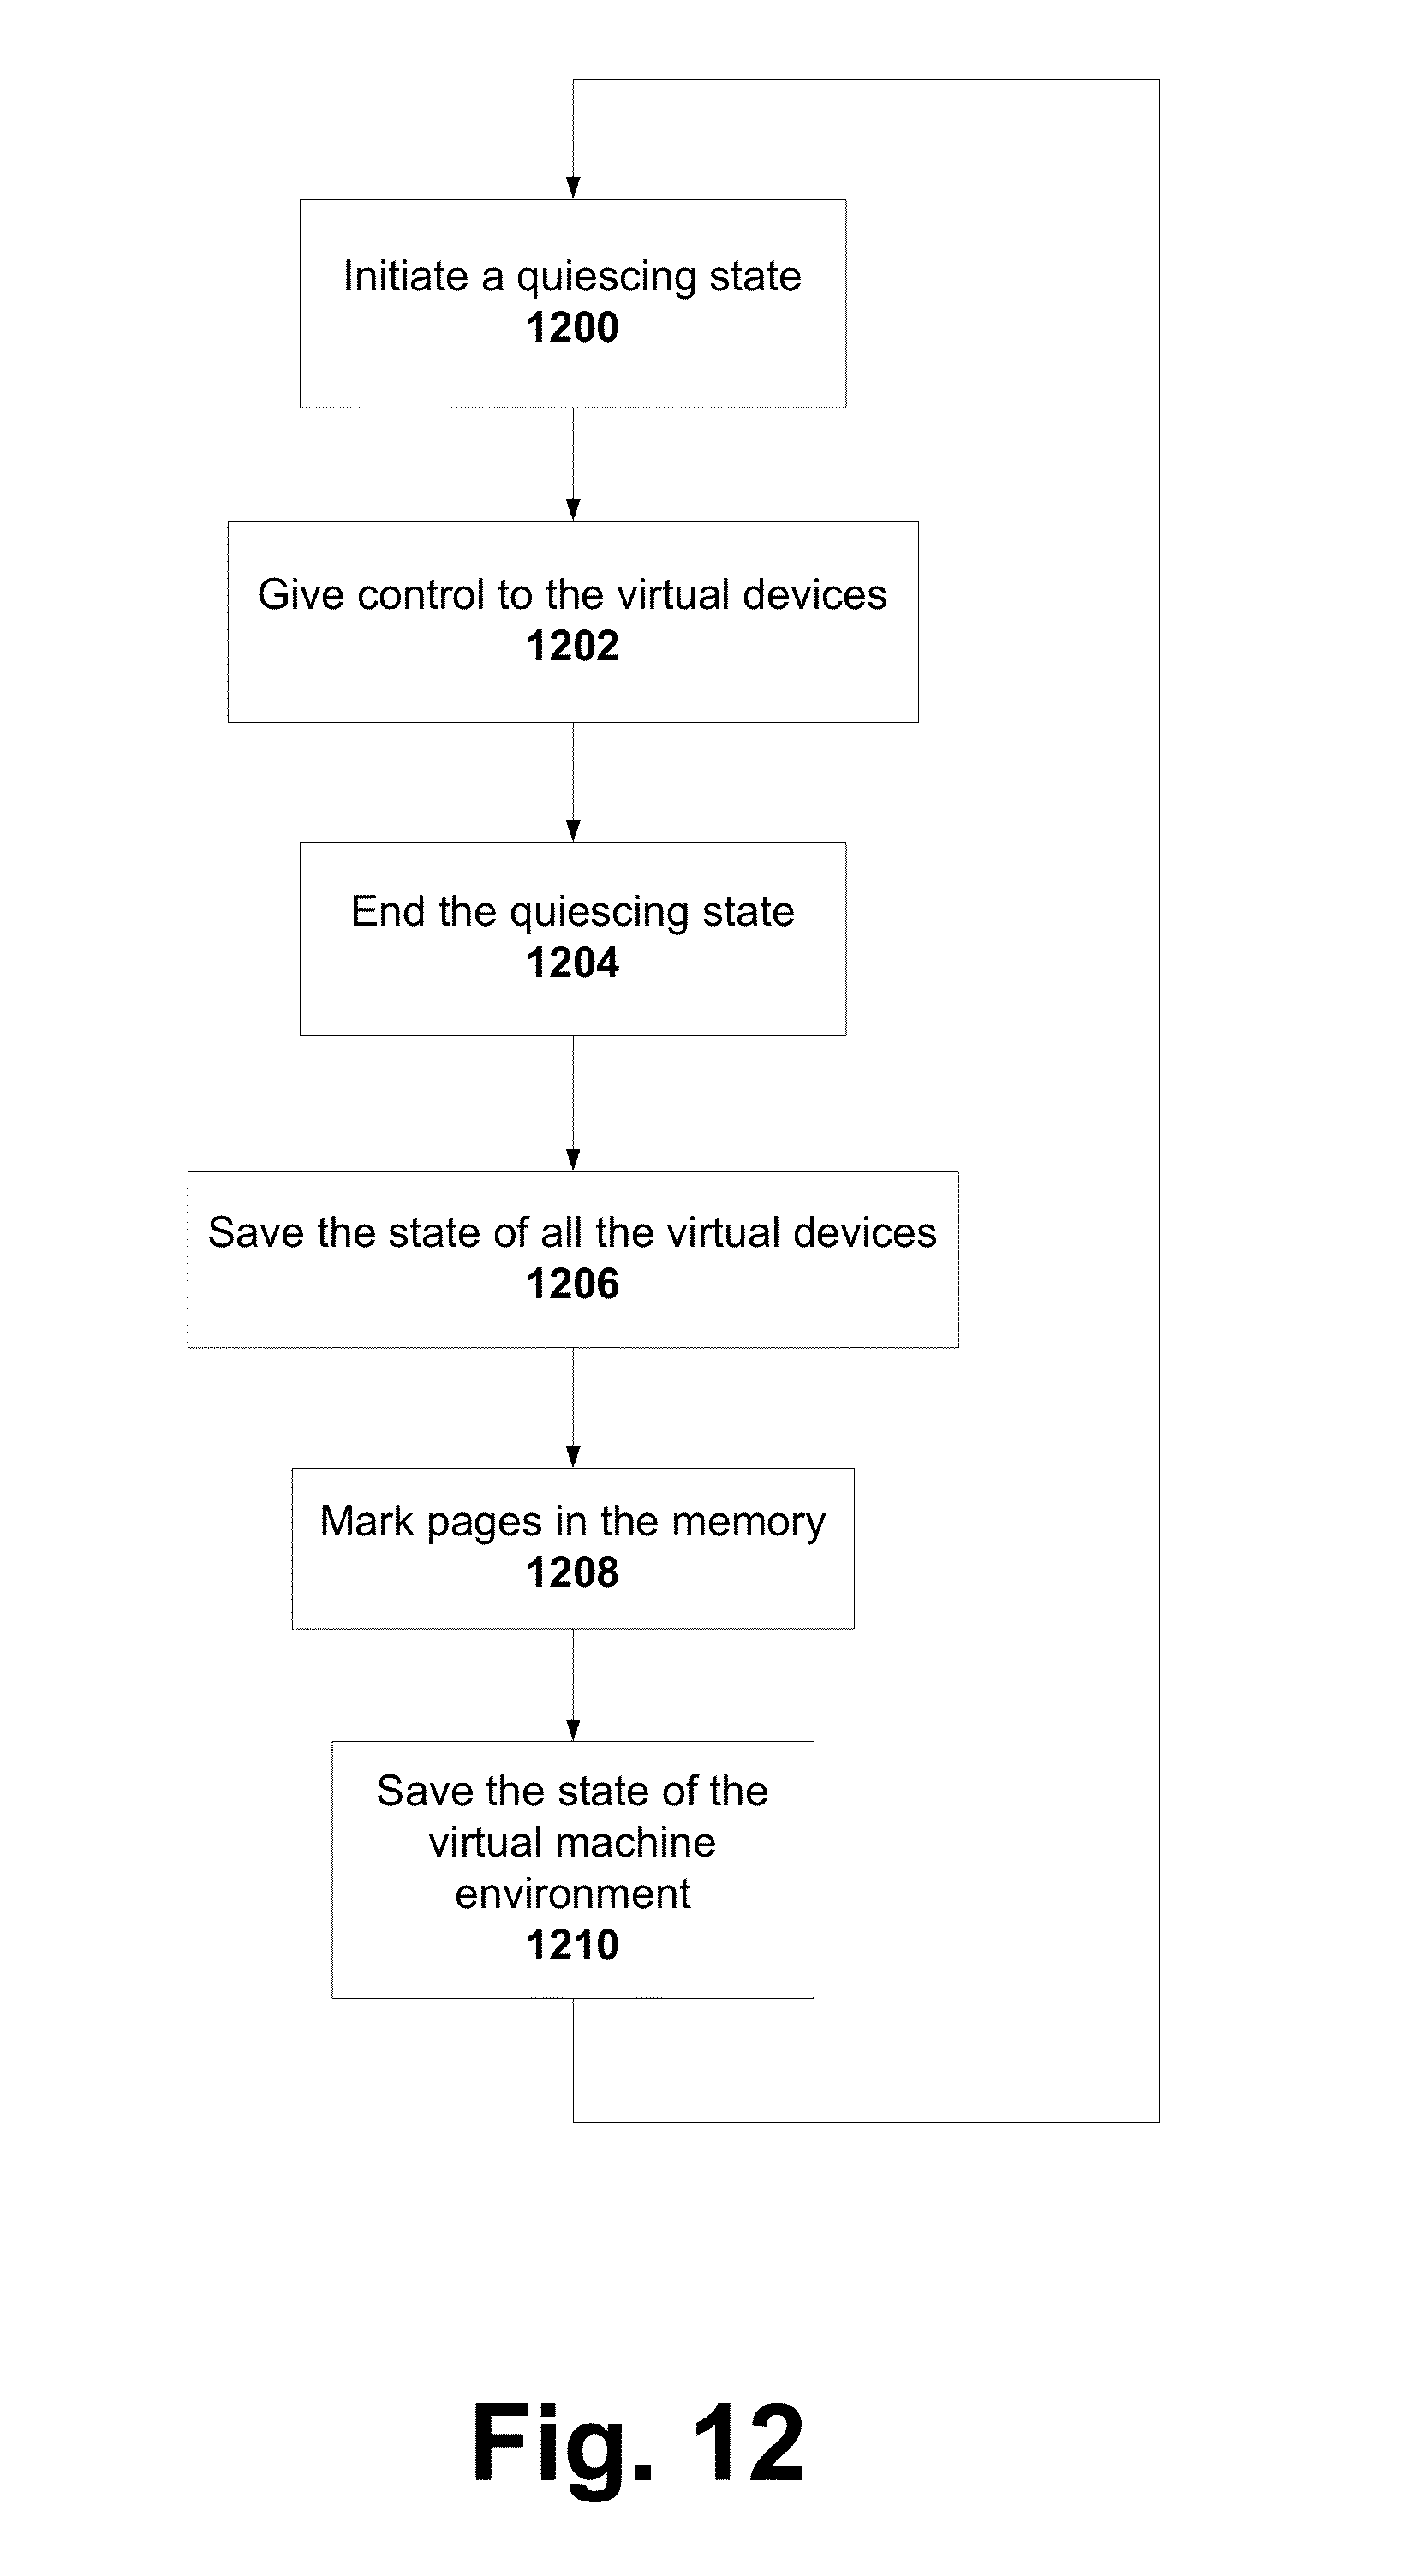 Initiate a quiescing state
1200
Give control to the virtual devices
1202
End the quiescing state
1204
Save the state of all the virtual devices
1206
Mark pages in the memory
1208
Save the state of the
virtual machine
environment
1210
Fig. 12